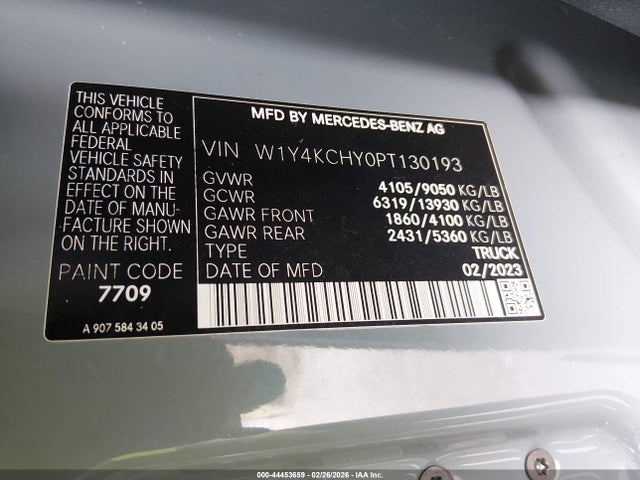 THIS VEHICLE
CONFORMS TO
ALL APPLICABLE
FEDERAL
VEHICLE SAFETY
STANDARDS IN
EFFECT ON THE
DATE OF MANU-
FACTURE SHOWN
ON THE RIGHT.
PAINT CODE
7709
A 907 584 34 05
MFD BY MERCEDES-BENZ AG
VIN W1Y4KCHY0PT130193
GVWR 4105/9050 KG/LB
GCWR 6319/13930 KG/LB
GAWR FRONT 1860/4100 KG/LB
GAWR REAR 2431/5360 KG/LB
TYPE TRUCK
DATE OF MFD 02/2023
000-44453659 - 02/26/2026 - IAA Corp.